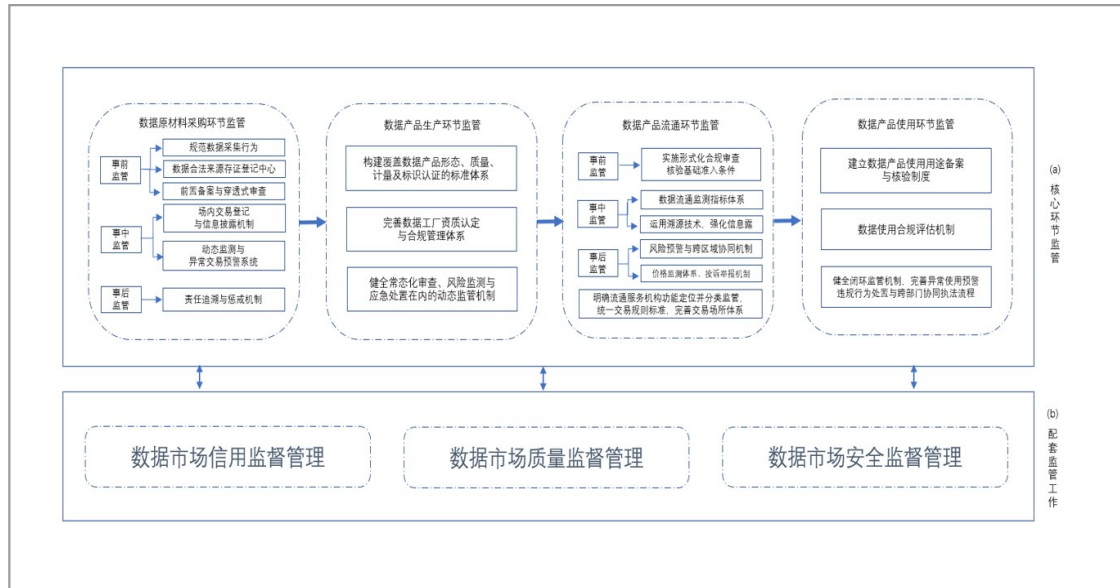 数据原材料采购环节监管
事前
监管
规范数据采集行为
数据合法来源存证登记中心
前置备案与穿透式审查
事中
监管
场内交易登记
与信息披露机制
动态监测与
异常交易预警系统
事后
监管
责任追溯与惩戒机制
数据产品生产环节监管
构建覆盖数据产品形态、质量、
计量及标识认证的标准体系
完善数据工厂资质认定
与合规管理体系
健全常态化审查、风险监测与
应急处置在内的动态监管机制
数据产品流通环节监管
事前
监管
实施形式化合规审查
核验基础准入条件
事中
监管
数据流通监测指标体系
运用溯源技术、强化信息露
事后
监管
风险预警与跨区域协同机制
价格监测体系、投诉举报机制
明确流通服务机构功能定位并分类监管,
统一交易规则标准、完善交易场所体系
数据产品使用环节监管
建立数据产品使用用途备案
与核验制度
数据使用合规评估机制
健全闭环监管机制、完善异常使用预警
违规行为处置与跨部门协同执法流程
(a)
核心环节监管
数据市场信用监督管理
数据市场质量监督管理
数据市场安全监督管理
(b)
配套监管工作